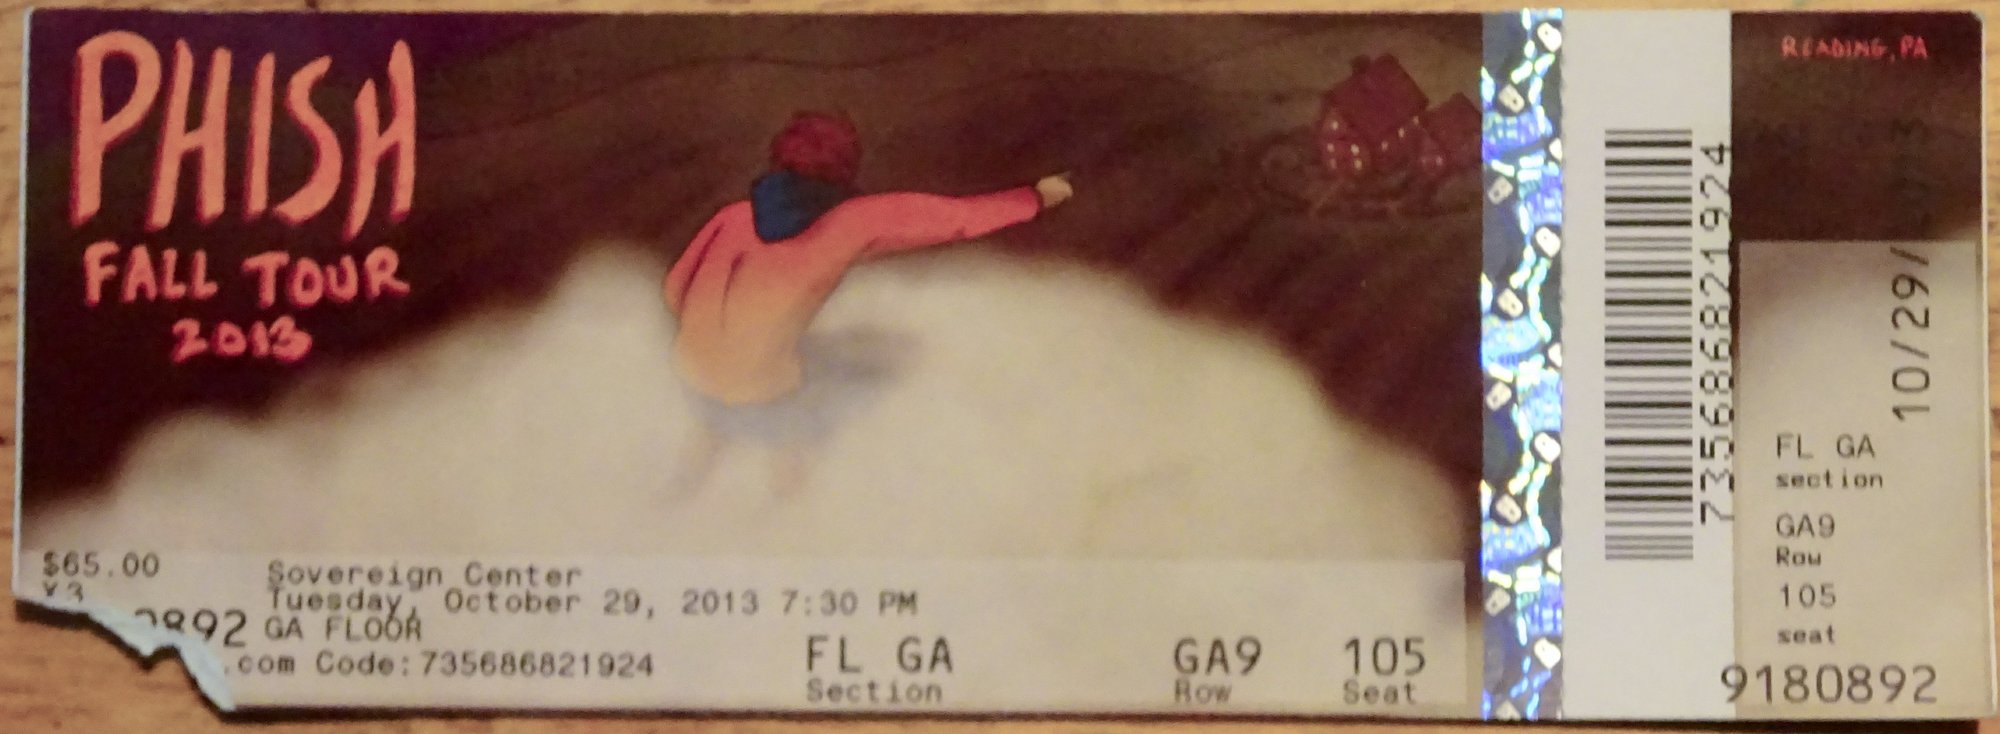 PHISH
FALL TOUR
2013
$65.00
Sovereign Center
Tuesday, October 29, 2013 7:30 PM
GA FLOOR
.com Code:735686821924
FL GA
Section
GA9
Row
105
Seat
735686821924
READING, PA
10/29/2013
FL GA
section
GA9
Row
105
seat
9180892